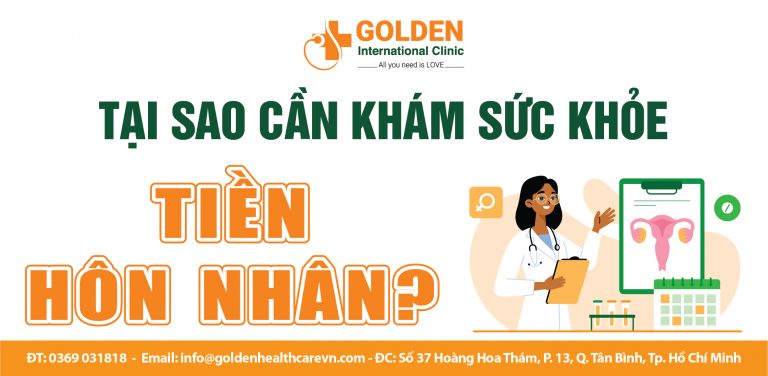 GOLDEN
International Clinic
All you need is LOVE
TẠI SAO CẦN KHÁM SỨC KHỎE
TIỀN
HÔN NHÂN?
ĐT: 0369 031818 - Email: info@goldenhealthcarevn.com - ĐC: Số 37 Hoàng Hoa Thám, P. 13, Q. Tân Bình, Tp. Hồ Chí Minh